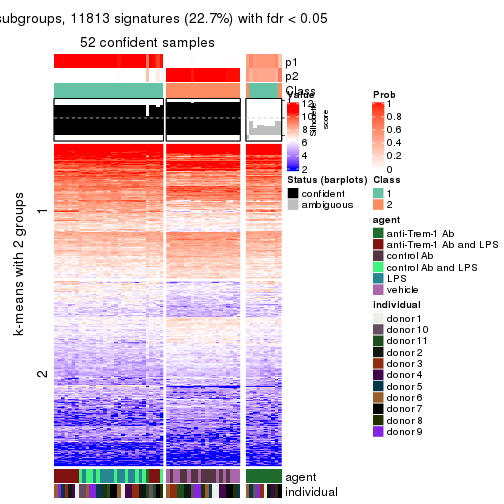 subgroups, 11813 signatures (22.7%) with fdr < 0.05
52 confident samples
p1
p2
Class
Silhouette
score
k-means with 2 groups
1
2
agent
individual
Value
12
10
8
6
4
2
Prob
1
0.8
0.6
0.4
0.2
0
Status (barplots)
confident
ambiguous
Class
1
2
agent
anti-Trem-1 Ab
anti-Trem-1 Ab and LPS
control Ab
control Ab and LPS
LPS
vehicle
individual
donor 1
donor 10
donor 11
donor 2
donor 3
donor 4
donor 5
donor 6
donor 7
donor 8
donor 9